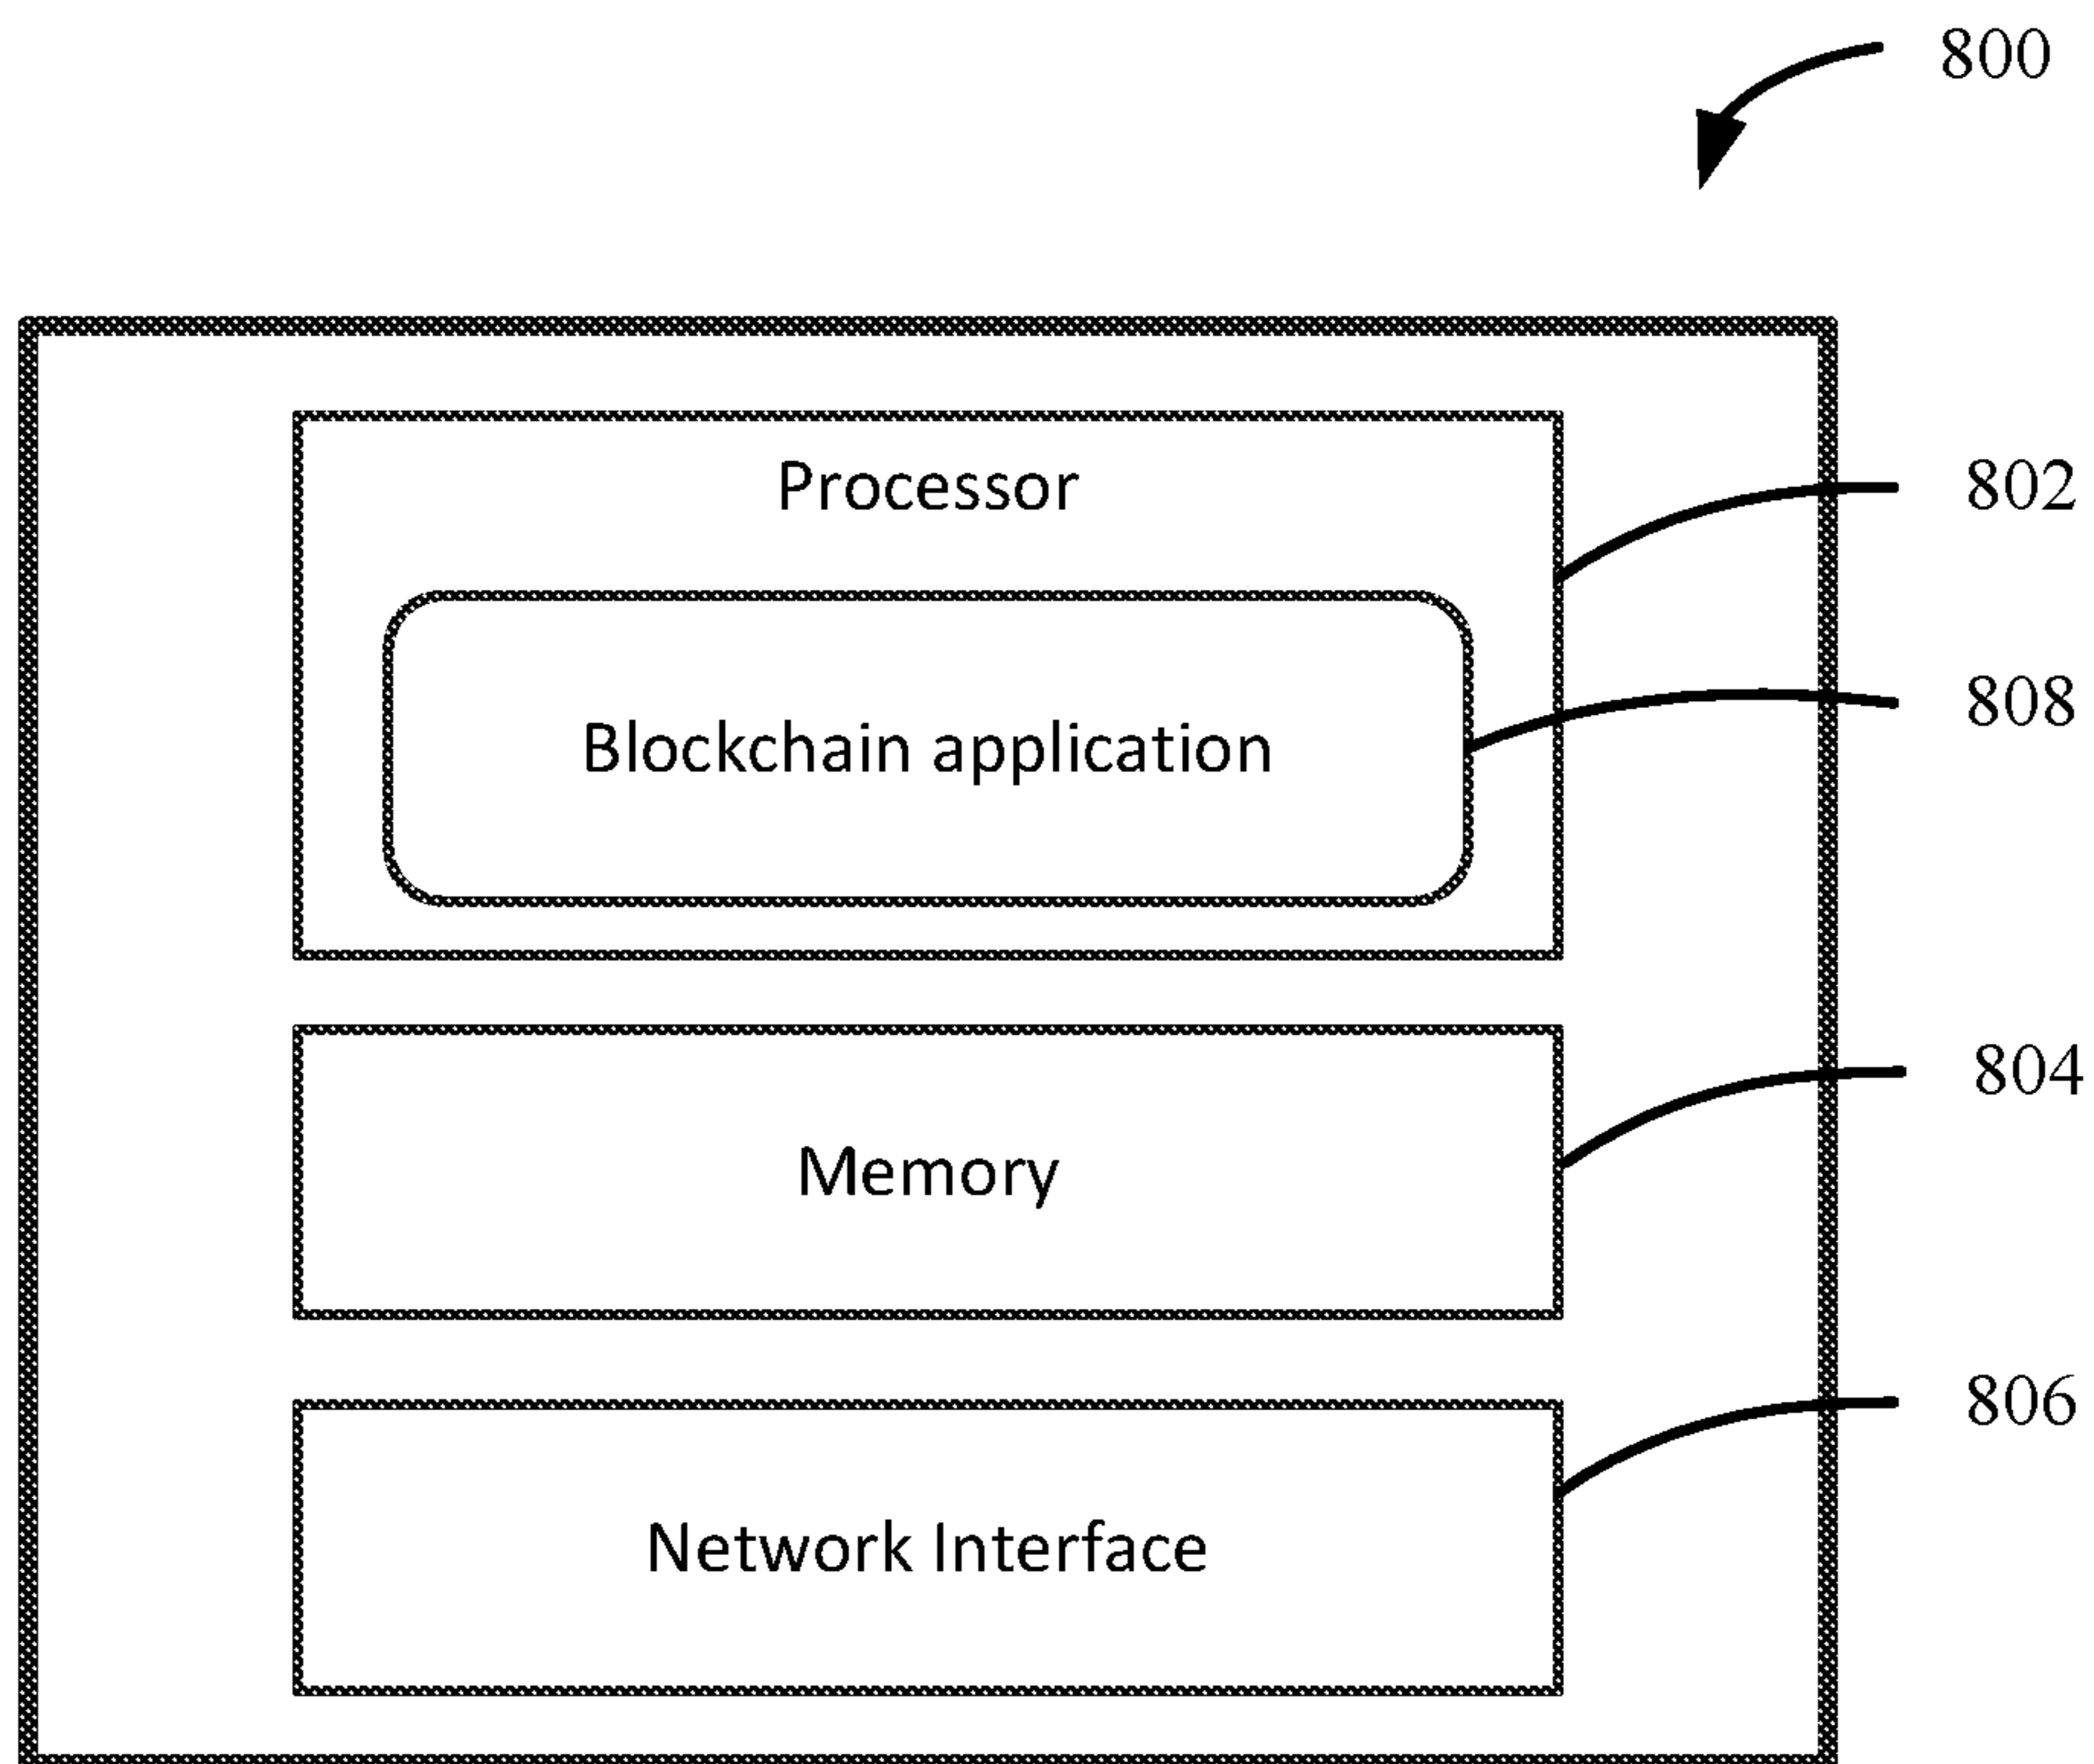 800
Processor
802
808
Blockchain application
804
Memory
806
Network Interface